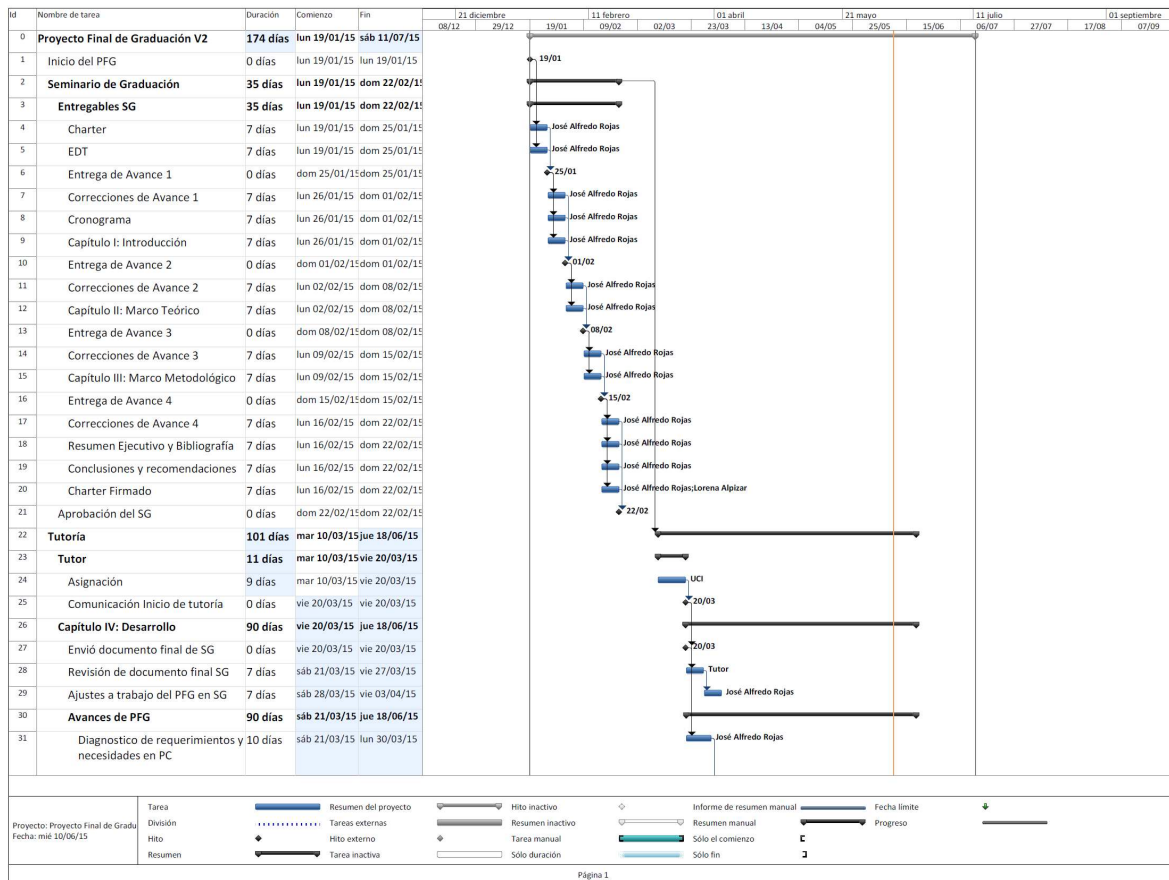 Id Nombre de tarea Duración Comienzo Fin 21 diciembre 11 febrero 01 abril 21 mayo 11 julio 01 septiembre
08/12 29/12 19/01 09/02 02/03 23/03 13/04 04/05 25/05 15/06 06/07 27/07 17/08 07/09
0 Proyecto Final de Graduación V2 174 días lun 19/01/15 sáb 11/07/15
1 Inicio del PFG 0 días lun 19/01/15 lun 19/01/15 19/01
2 Seminario de Graduación 35 días lun 19/01/15 dom 22/02/15
3 Entregables SG 35 días lun 19/01/15 dom 22/02/15
4 Charter 7 días lun 19/01/15 dom 25/01/15 José Alfredo Rojas
5 EDT 7 días lun 19/01/15 dom 25/01/15 José Alfredo Rojas
6 Entrega de Avance 1 0 días dom 25/01/15 dom 25/01/15 25/01
7 Correcciones de Avance 1 7 días lun 26/01/15 dom 01/02/15 José Alfredo Rojas
8 Cronograma 7 días lun 26/01/15 dom 01/02/15 José Alfredo Rojas
9 Capítulo I: Introducción 7 días lun 26/01/15 dom 01/02/15 José Alfredo Rojas
10 Entrega de Avance 2 0 días dom 01/02/15 dom 01/02/15 01/02
11 Correcciones de Avance 2 7 días lun 02/02/15 dom 08/02/15 José Alfredo Rojas
12 Capítulo II: Marco Teórico 7 días lun 02/02/15 dom 08/02/15 José Alfredo Rojas
13 Entrega de Avance 3 0 días dom 08/02/15 dom 08/02/15 08/02
14 Correcciones de Avance 3 7 días lun 09/02/15 dom 15/02/15 José Alfredo Rojas
15 Capítulo III: Marco Metodológico 7 días lun 09/02/15 dom 15/02/15 José Alfredo Rojas
16 Entrega de Avance 4 0 días dom 15/02/15 dom 15/02/15 15/02
17 Correcciones de Avance 4 7 días lun 16/02/15 dom 22/02/15 José Alfredo Rojas
18 Resumen Ejecutivo y Bibliografía 7 días lun 16/02/15 dom 22/02/15 José Alfredo Rojas
19 Conclusiones y recomendaciones 7 días lun 16/02/15 dom 22/02/15 José Alfredo Rojas
20 Charter Firmado 7 días lun 16/02/15 dom 22/02/15 José Alfredo Rojas;Lorena Alpizar
21 Aprobación del SG 0 días dom 22/02/15 dom 22/02/15 22/02
22 Tutoría 101 días mar 10/03/15 jue 18/06/15
23 Tutor 11 días mar 10/03/15 vie 20/03/15
24 Asignación 9 días mar 10/03/15 vie 20/03/15 UCI
25 Comunicación Inicio de tutoría 0 días vie 20/03/15 vie 20/03/15 20/03
26 Capítulo IV: Desarrollo 90 días vie 20/03/15 jue 18/06/15
27 Envió documento final de SG 0 días vie 20/03/15 vie 20/03/15 20/03
28 Revisión de documento final SG 7 días sáb 21/03/15 vie 27/03/15 Tutor
29 Ajustes a trabajo del PFG en SG 7 días sáb 28/03/15 vie 03/04/15 José Alfredo Rojas
30 Avances de PFG 90 días sáb 21/03/15 jue 18/06/15
31 Diagnostico de requerimientos y 10 días sáb 21/03/15 lun 30/03/15 José Alfredo Rojas
necesidades en PC
Proyecto: Proyecto Final de Gradu
Fecha: mié 10/06/15
Tarea Resumen del proyecto Hito inactivo Informe de resumen manual Fecha límite
División Tareas externas Resumen inactivo Resumen manual Progreso
Hito Hito externo Tarea manual Sólo el comienzo
Resumen Tarea inactiva Sólo duración Sólo fin
Página 1